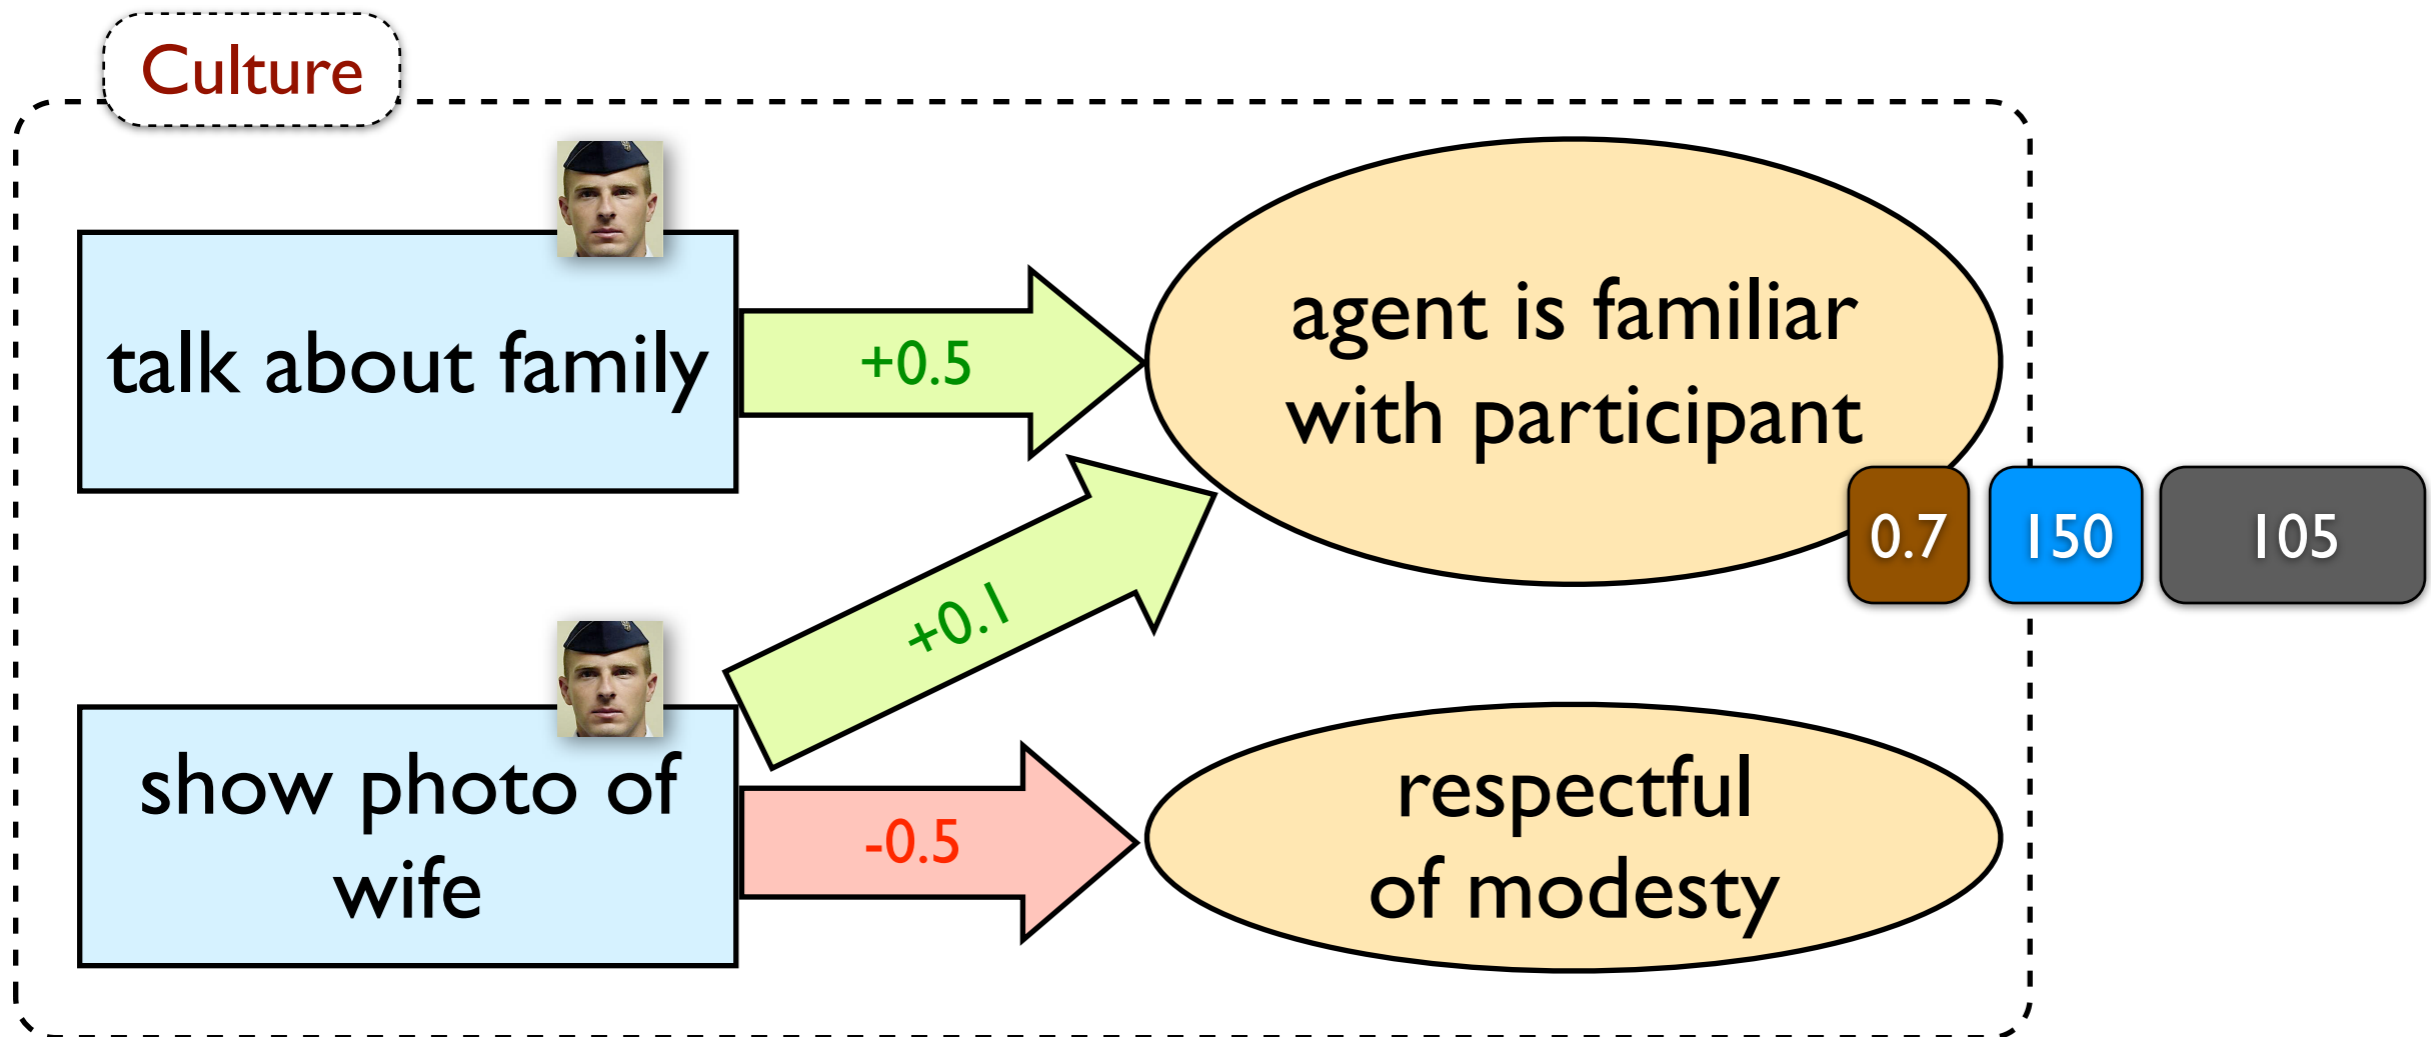 Culture
talk about family
+0.5
agent is familiar
with participant
0.7
150
105
+0.1
show photo of
wife
-0.5
respectful
of modesty